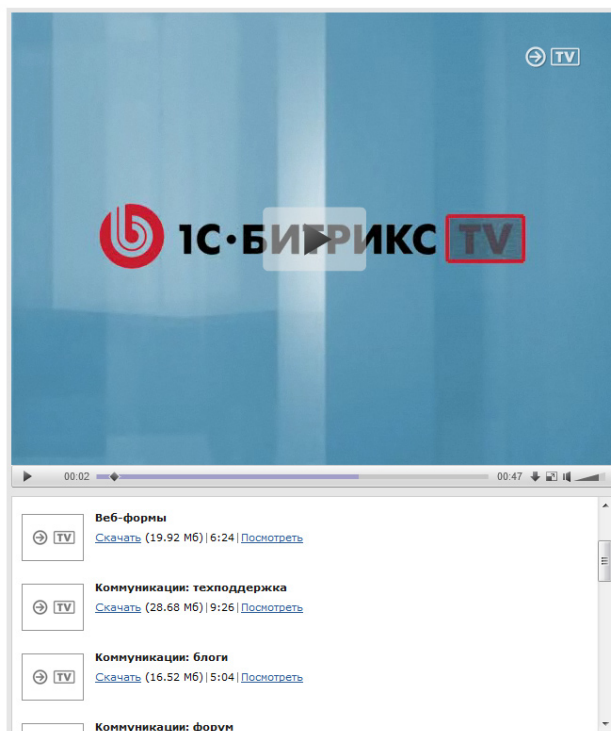 TV
1С·БИТРИКС TV
00:02
00:47
TV
Веб-формы
Скачать (19.92 Мб)|6:24|Посмотреть
TV
Коммуникации: техподдержка
Скачать (28.68 Мб)|9:26|Посмотреть
TV
Коммуникации: блоги
Скачать (16.52 Мб)|5:04|Посмотреть
Коммуникации: форум